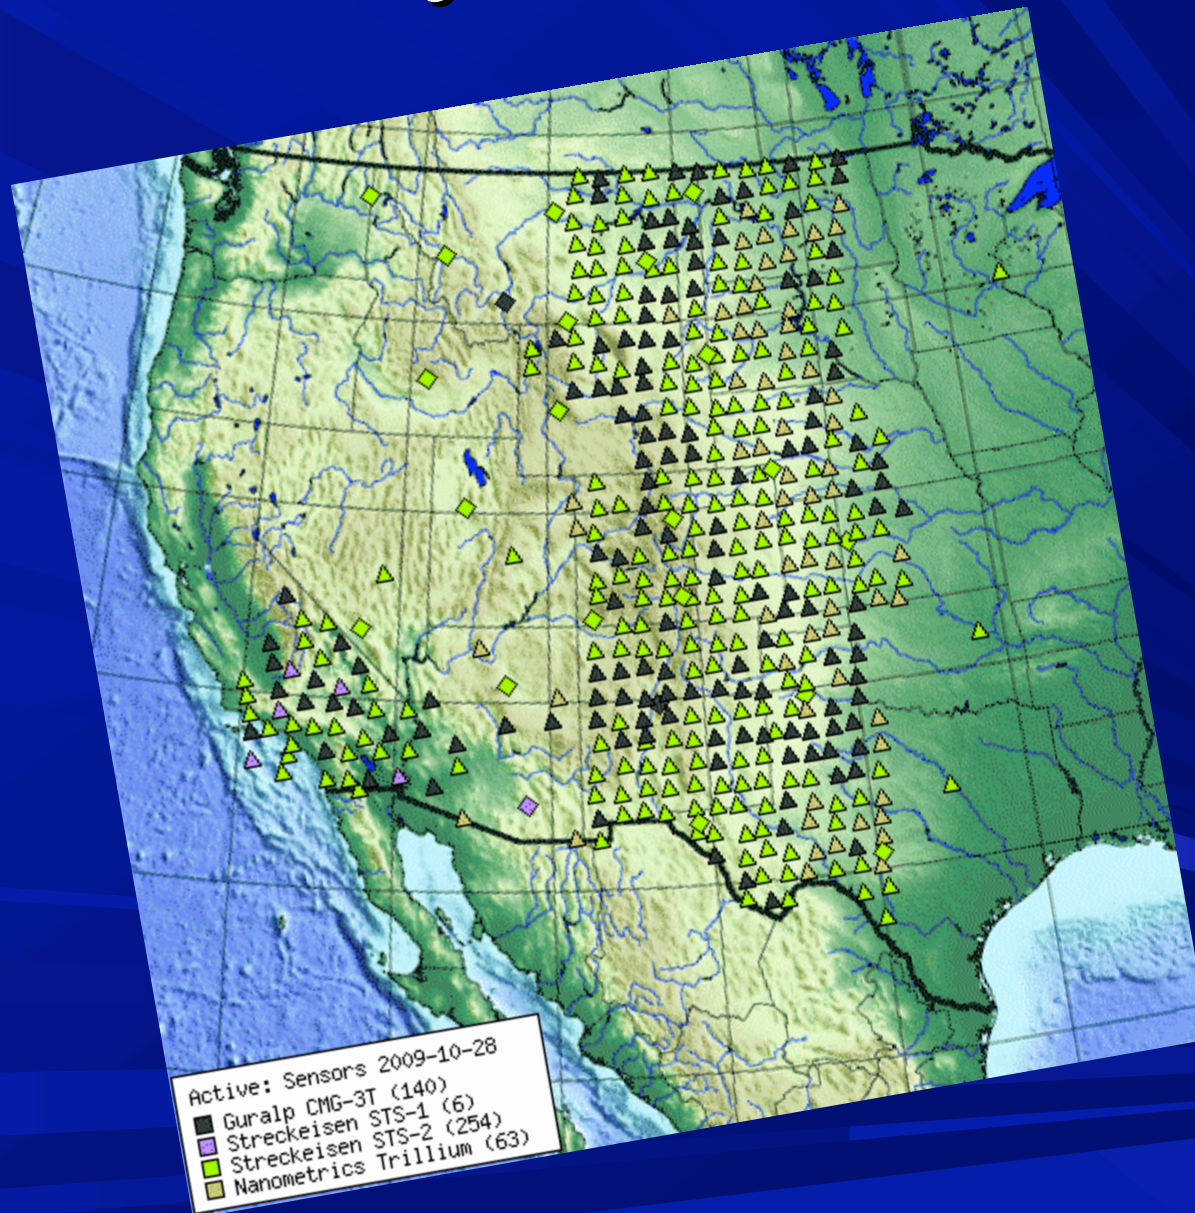 Active: Sensors 2009-10-28
Guralp CMG-3T (140)
Streckeisen STS-1 (6)
Streckeisen STS-2 (254)
Nanometrics Trillium (63)